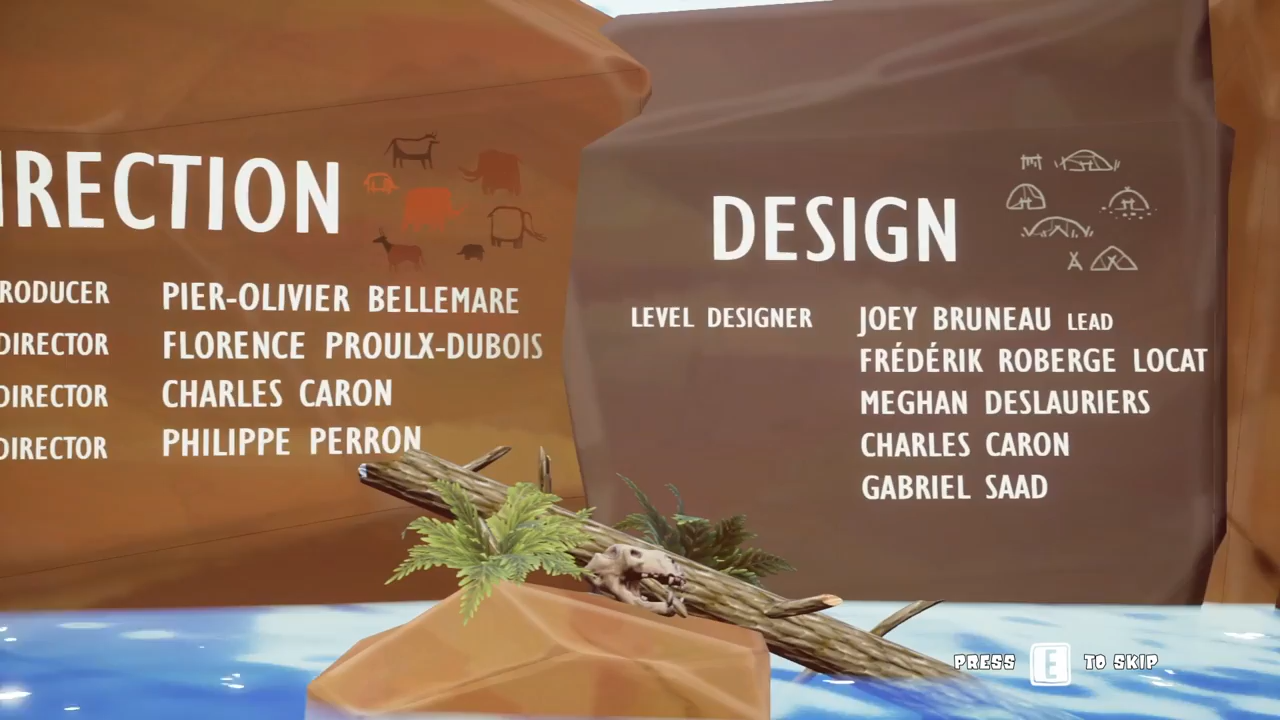 IRECTION
RODUCER PIER-OLIVIER BELLEMARE
DIRECTOR FLORENCE PROULX-DUBOIS
DIRECTOR CHARLES CARON
DIRECTOR PHILIPPE PERRON
DESIGN
LEVEL DESIGNER JOEY BRUNEAU LEAD
FRÉDÉRIK ROBERGE LOCAT
MEGHAN DESLAURIERS
CHARLES CARON
GABRIEL SAAD
PRESS E TO SKIP